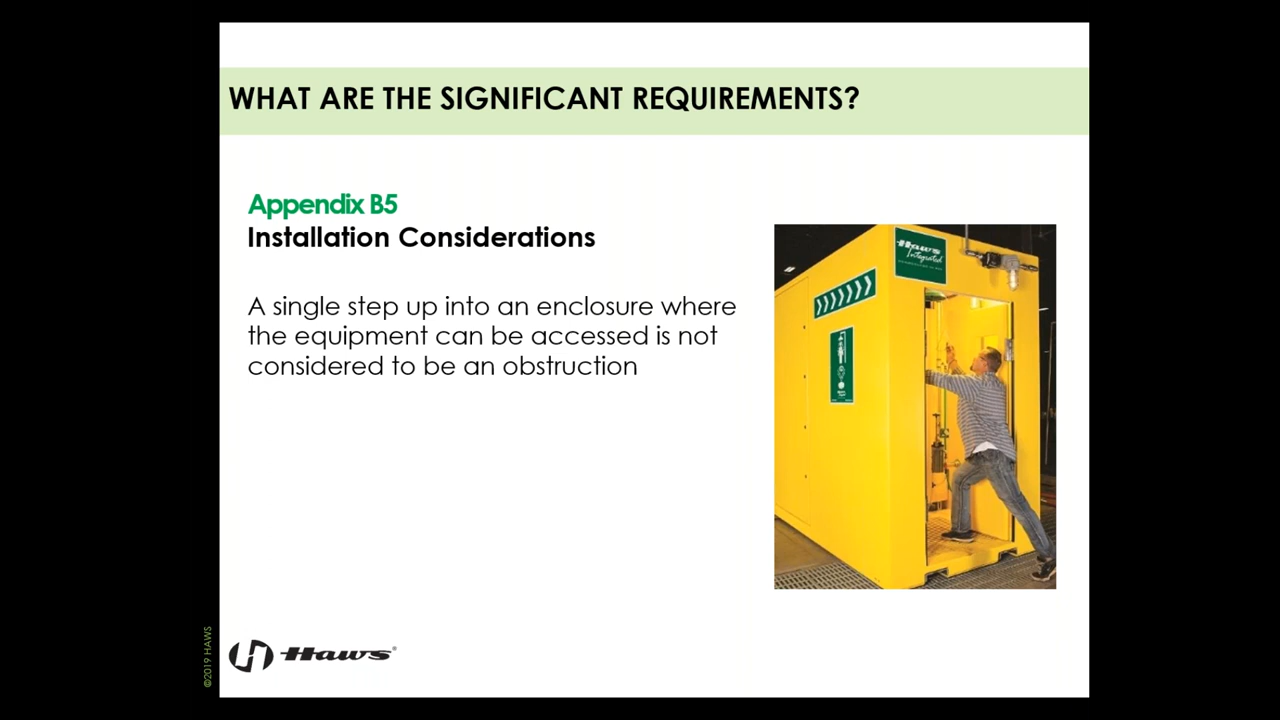 WHAT ARE THE SIGNIFICANT REQUIREMENTS?
Appendix B5
Installation Considerations
A single step up into an enclosure where
the equipment can be accessed is not
considered to be an obstruction
Haws
Integrated
©2019 HAWS
Haws®